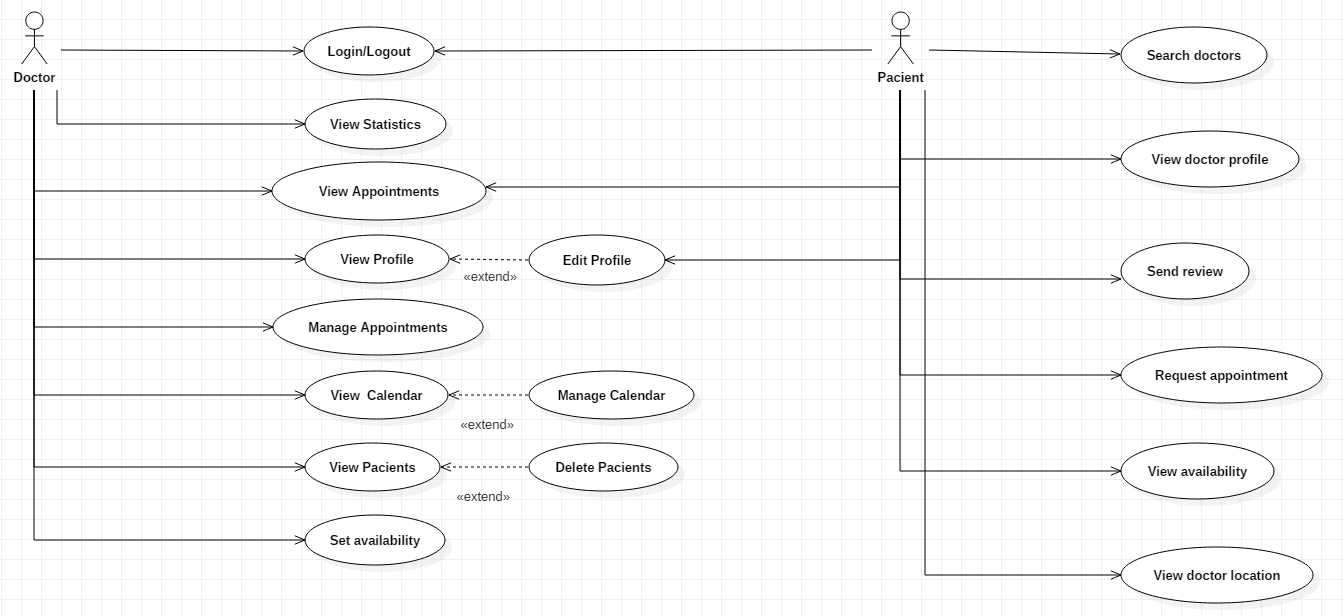 Doctor
Login/Logout
Pacient
Search doctors
View Statistics
View doctor profile
View Appointments
View Profile
«extend»
Edit Profile
Send review
Manage Appointments
Request appointment
View  Calendar
«extend»
Manage Calendar
View Pacients
«extend»
Delete Pacients
View availability
Set availability
View doctor location